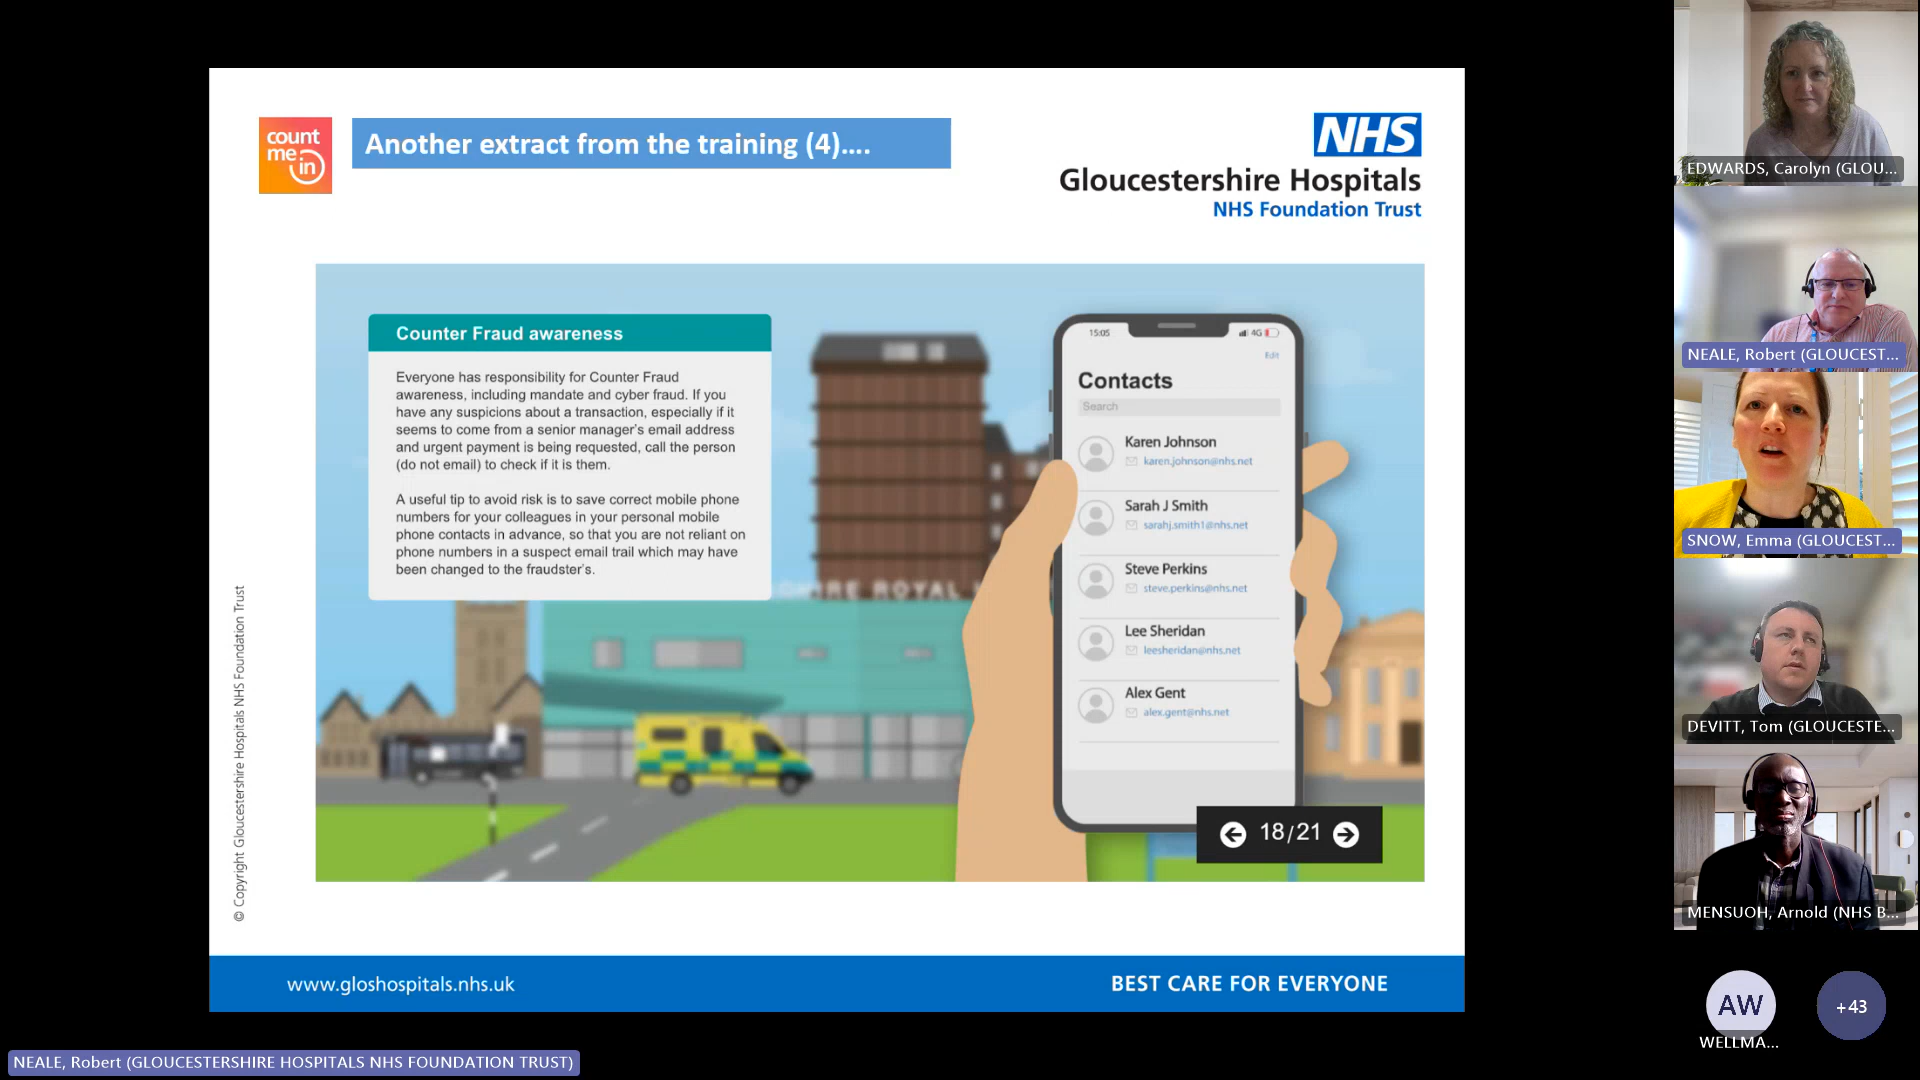 count
me
in
Another extract from the training (4)....
NHS
Gloucestershire Hospitals
NHS Foundation Trust
Counter Fraud awareness
Everyone has responsibility for Counter Fraud
awareness, including mandate and cyber fraud. If you
have any suspicions about a transaction, especially if it
seems to come from a senior manager's email address
and urgent payment is being requested, call the person
(do not email) to check if it is them.
A useful tip to avoid risk is to save correct mobile phone
numbers for your colleagues in your personal mobile
phone contacts in advance, so that you are not reliant on
phone numbers in a suspect email trail which may have
been changed to the fraudster's.
SHIRE ROYAL
15:05
4G
Edit
Contacts
Search
Karen Johnson
karen.johnson@nhs.net
Sarah J Smith
sarahj.smith1@nhs.net
Steve Perkins
steve.perkins@nhs.net
Lee Sheridan
leesheridan@nhs.net
Alex Gent
alex.gent@nhs.net
18/21
© Copyright Gloucestershire Hospitals NHS Foundation Trust
www.gloshospitals.nhs.uk
BEST CARE FOR EVERYONE
EDWARDS, Carolyn (GLOU...
NEALE, Robert (GLOUCEST...
SNOW, Emma (GLOUCEST...
DEVITT, Tom (GLOUCESTE...
MENSUOH, Arnold (NHS B...
AW
+43
WELLMA...
NEALE, Robert (GLOUCESTERSHIRE HOSPITALS NHS FOUNDATION TRUST)